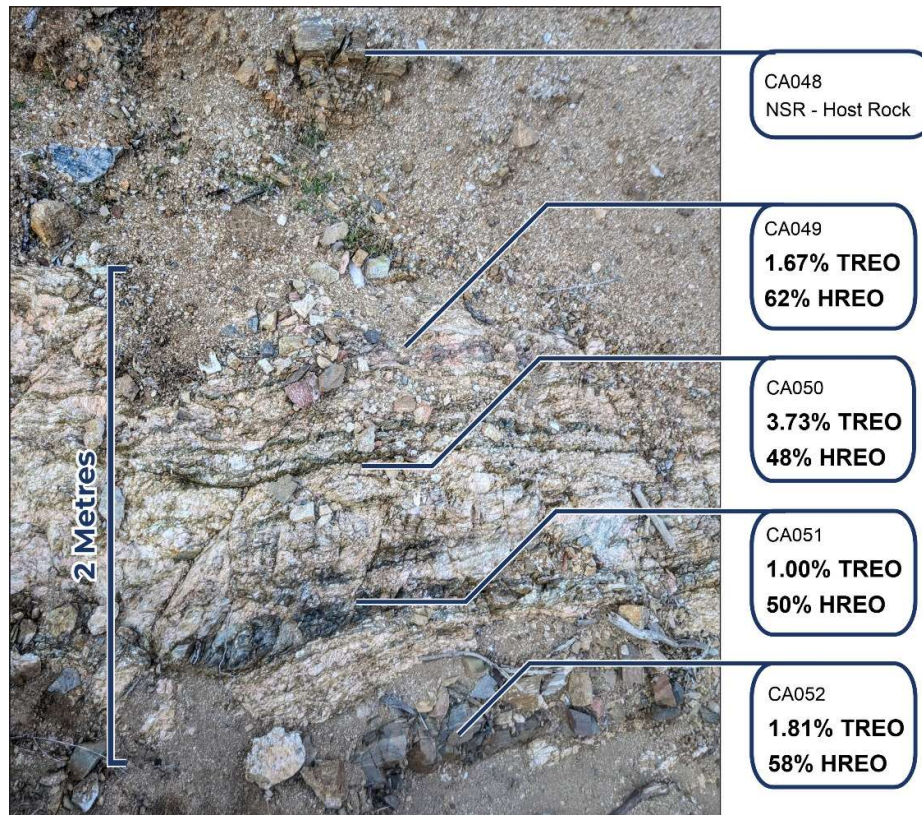 CA048
NSR - Host Rock
CA049
1.67% TREO
62% HREO
CA050
3.73% TREO
48% HREO
2 Metres
CA051
1.00% TREO
50% HREO
CA052
1.81% TREO
58% HREO